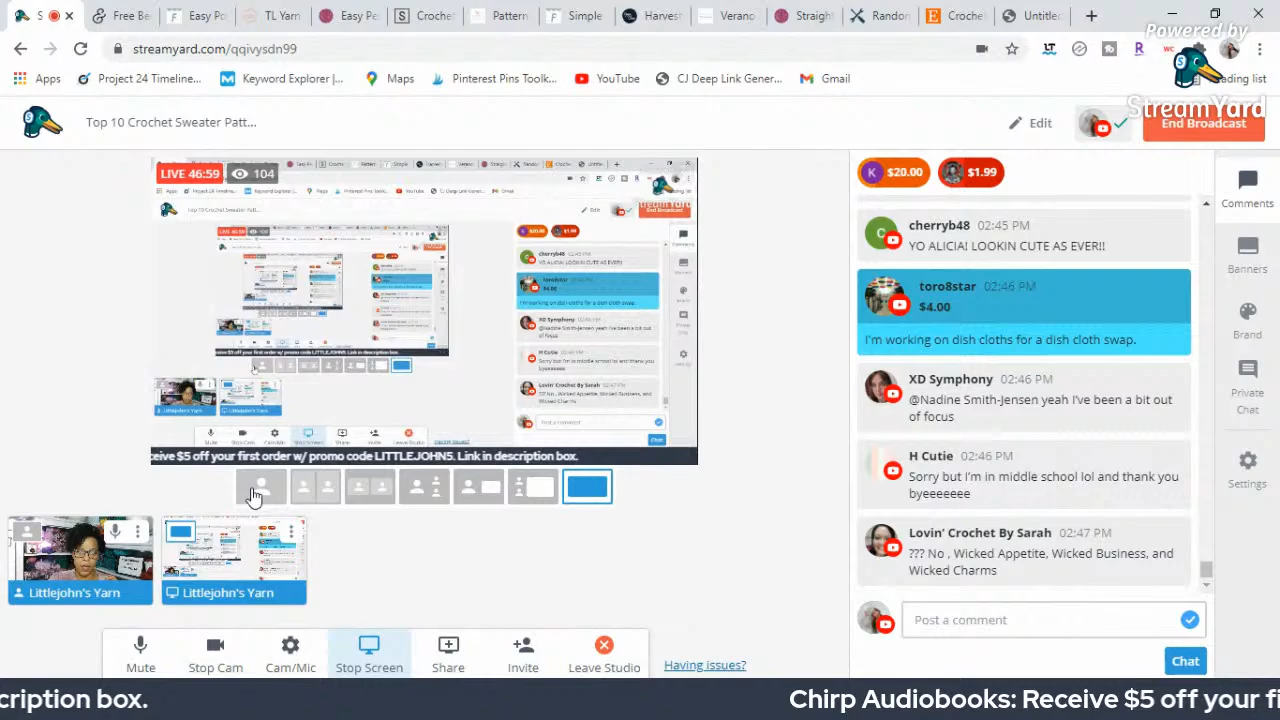 S
Free Be
Easy Po
TL Yarn
Easy Pe
Croche
Pattern
Simple
Harvest
Verano
Straigh
Randor
Croche
Untitle
streamyard.com/qqivysdn99
Powered by
StreamYard
Apps
Project 24 Timeline...
Keyword Explorer |...
Maps
Pinterest Pins Toolk...
YouTube
CJ Deep Link Gener...
Gmail
ading list
Top 10 Crochet Sweater Patt...
Edit
End Broadcast
LIVE 46:59 104
ceive $5 off your first order w/ promo code LITTLEJOHN5. Link in description box.
Littlejohn's Yarn
Littlejohn's Yarn
Mute
Stop Cam
Cam/Mic
Stop Screen
Share
Invite
Leave Studio
Having issues?
K $20.00
$1.99
cherryb48 02:45 PM
YO ALICIA! LOOKIN CUTE AS EVER!!
toro8star 02:46 PM
$4.00
I'm working on dish cloths for a dish cloth swap.
XD Symphony 02:46 PM
@Nadine Smith-Jensen yeah I've been a bit out
of focus
H Cutie 02:46 PM
Sorry but I'm in middle school lol and thank you
byeeeeeee
Lovin' Crochet By Sarah 02:47 PM
??? No , Wicked Appetite, Wicked Business, and
Wicked Charms
Post a comment
Chat
Comments
Banners
Brand
Private
Chat
Settings
cription box.
Chirp Audiobooks: Receive $5 off your fi